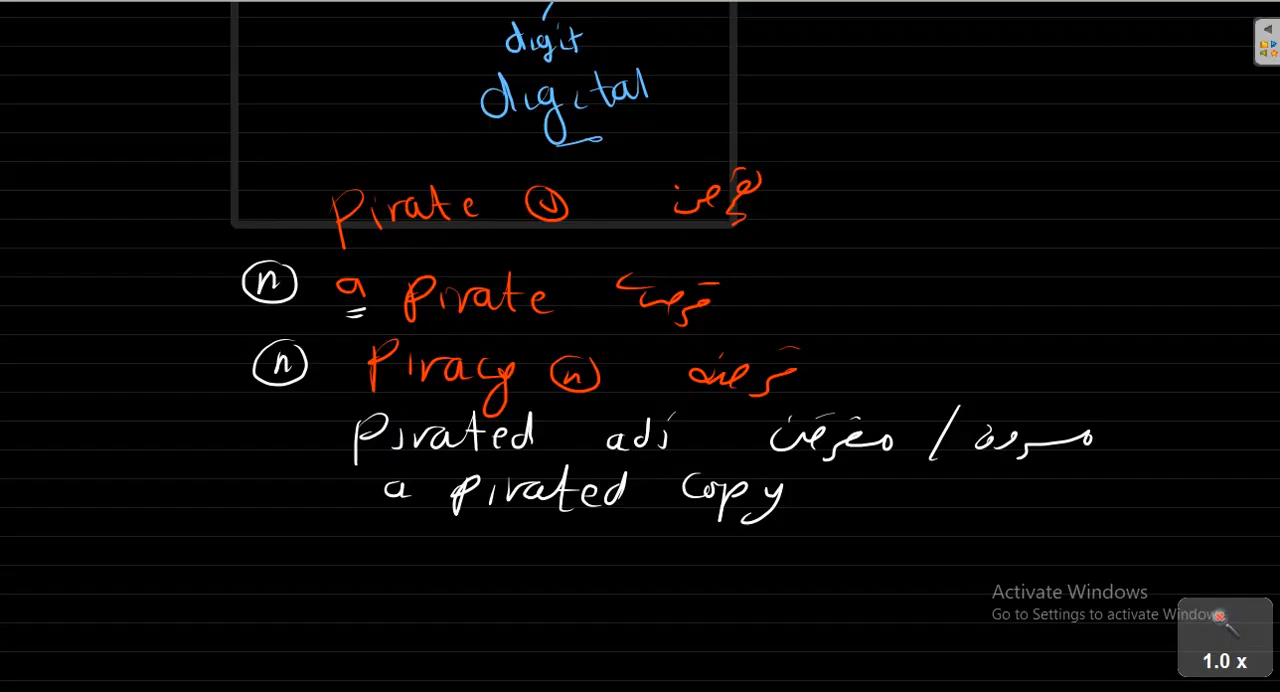 digit
digital
pirate v يقرصن
n a pirate قرصان
n Piracy n قرصنه
pirated adj مقرصن / مسروق
a pirated copy
Activate Windows
Go to Settings to activate Windows.
1.0 x